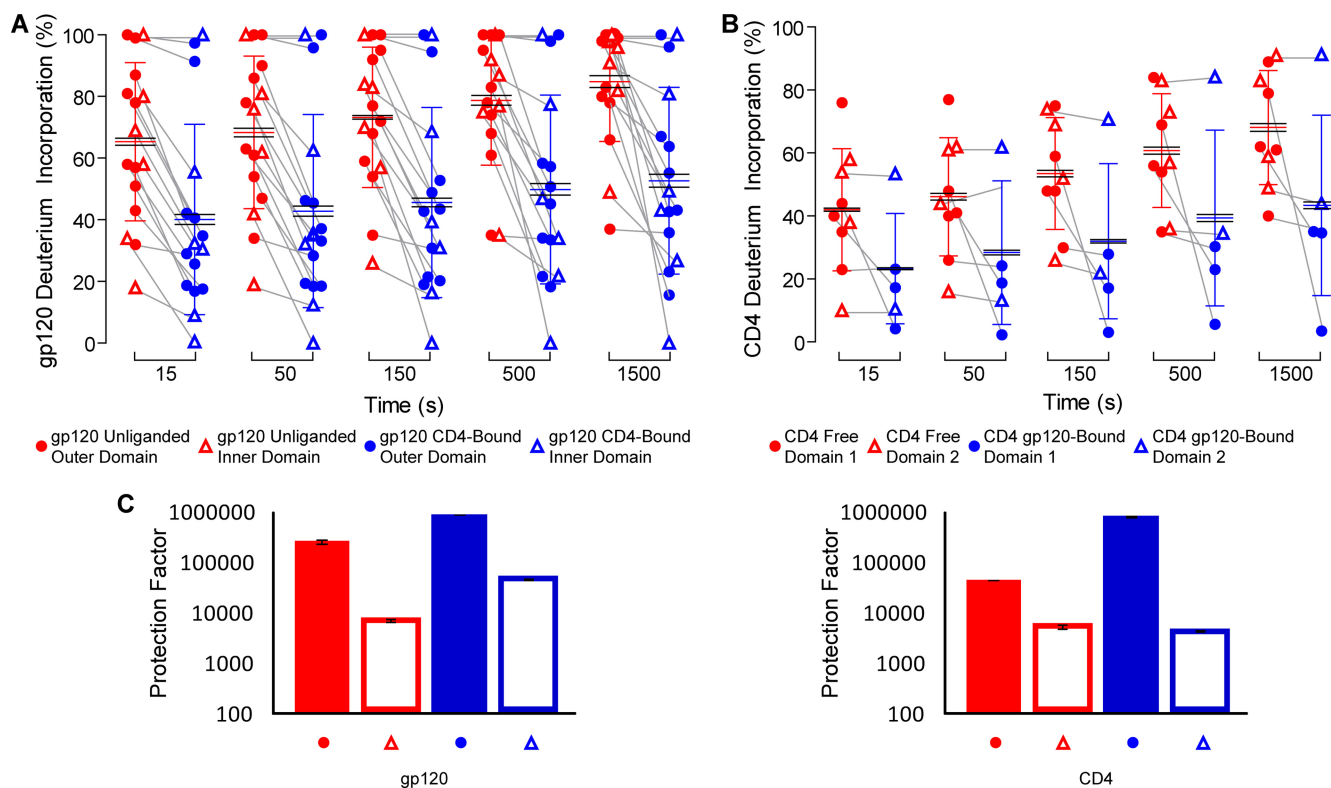 A
gp120 Deuterium Incorporation (%)
100
80
60
40
20
0
15
50
150
500
1500
Time (s)
gp120 Unliganded
Outer Domain
gp120 Unliganded
Inner Domain
gp120 CD4-Bound
Outer Domain
gp120 CD4-Bound
Inner Domain
B
CD4 Deuterium Incorporation (%)
100
80
60
40
20
0
15
50
150
500
1500
Time (s)
CD4 Free
Domain 1
CD4 Free
Domain 2
CD4 gp120-Bound
Domain 1
CD4 gp120-Bound
Domain 2
C
Protection Factor
1000000
100000
10000
1000
100
gp120
Protection Factor
1000000
100000
10000
1000
100
CD4